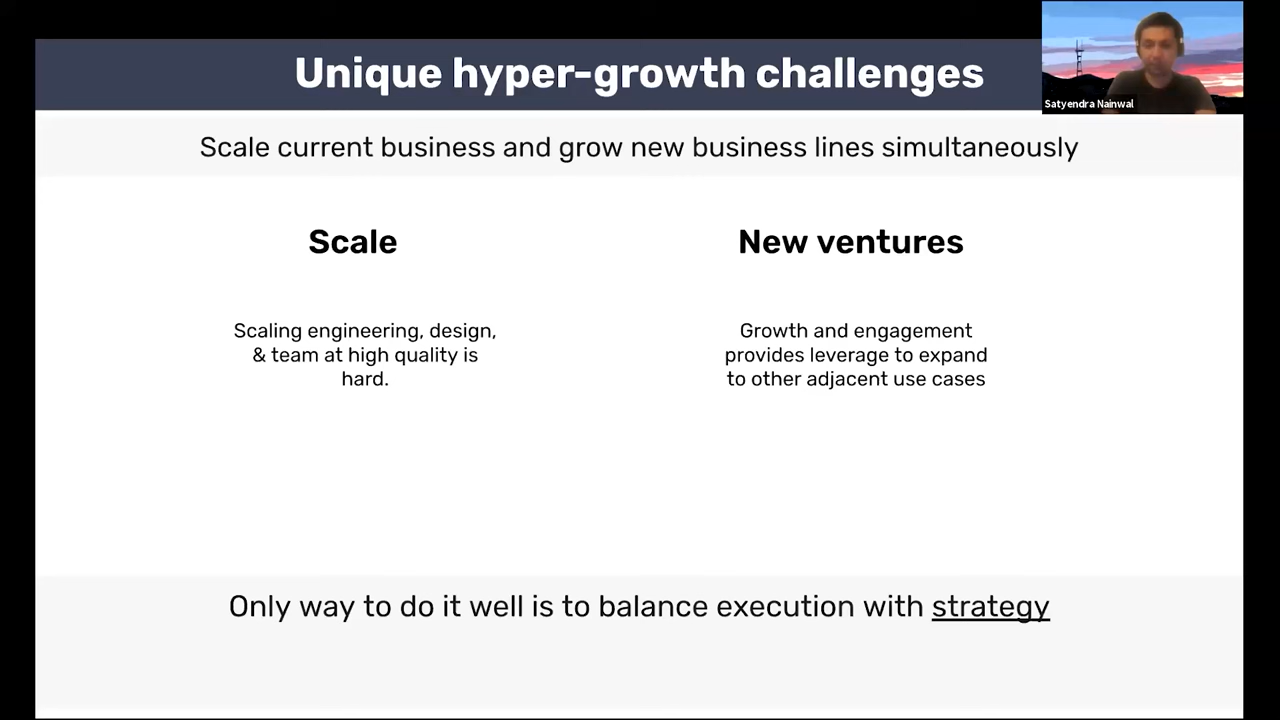 Unique hyper-growth challenges
Satyendra Nainwal
Scale current business and grow new business lines simultaneously
Scale
Scaling engineering, design,
& team at high quality is
hard.
New ventures
Growth and engagement
provides leverage to expand
to other adjacent use cases
Only way to do it well is to balance execution with strategy